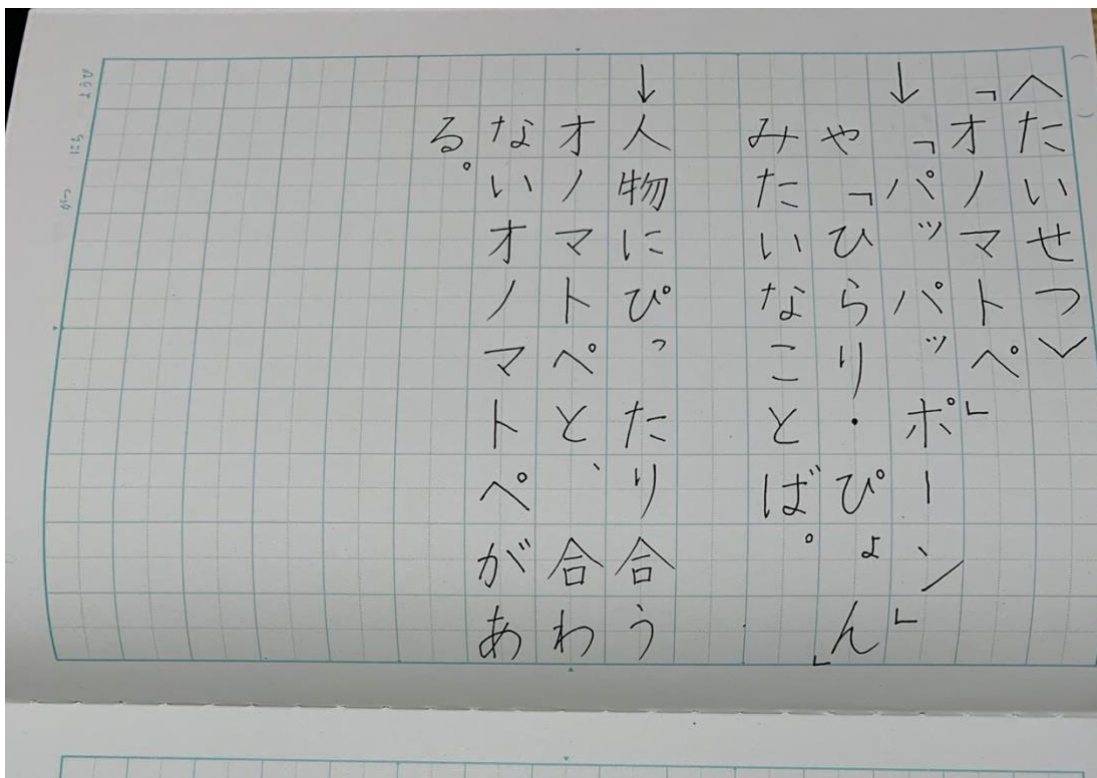 〈たいせつ〉
「オノマトペ」
↓「パッパッポーン」
や「ひらり・ぴょん」
みたいなことば。
↓人物にぴったり合う
オノマトペと、合わ
ないオノマトペがあ
る。